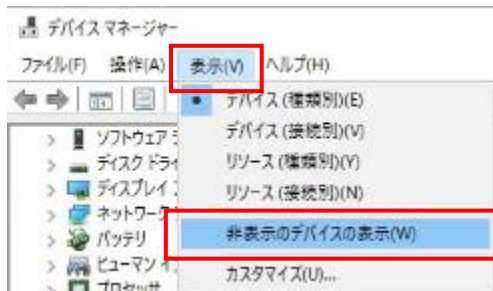 デバイス マネージャー
ファイル(F) 操作(A) 表示(V) ヘルプ(H)
デバイス (種類別)(E)
デバイス (接続別)(V)
リソース (種類別)(Y)
リソース (接続別)(N)
非表示のデバイスの表示(W)
カスタマイズ(U)...
ソフトウェア
ディスク ドライ
ディスプレイ
ネットワーク
バッテリ
ヒューマン イ
プロセッサ